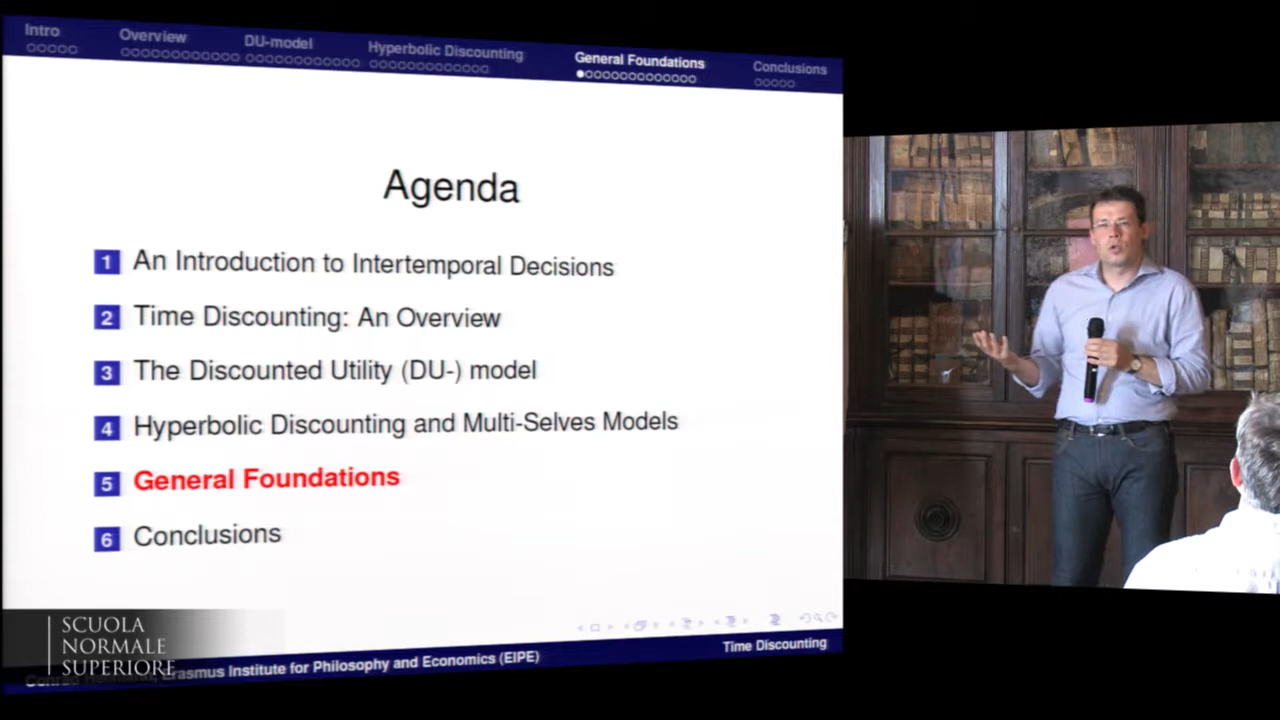 Intro
Overview
DU-model
Hyperbolic Discounting
General Foundations
Conclusions
Agenda
1 An Introduction to Intertemporal Decisions
2 Time Discounting: An Overview
3 The Discounted Utility (DU-) model
4 Hyperbolic Discounting and Multi-Selves Models
5 General Foundations
6 Conclusions
SCUOLA
NORMALE
SUPERIORE
Erasmus Institute for Philosophy and Economics (EIPE)
Time Discounting